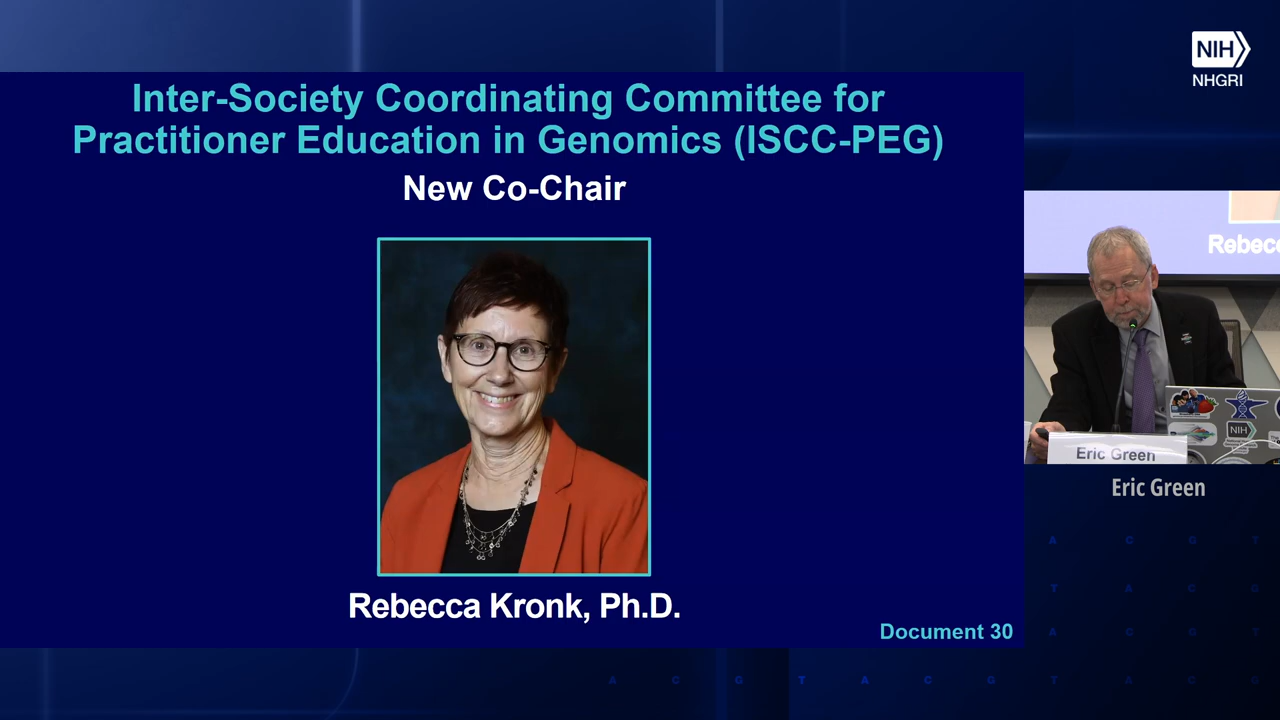 NIH
NHGRI
Inter-Society Coordinating Committee for
Practitioner Education in Genomics (ISCC-PEG)
New Co-Chair
Rebecca Kronk, Ph.D.
Document 30
Eric Green
NIH
Eric Green
A C G T
T A C G
A C G T
A C G T A C G T A C G